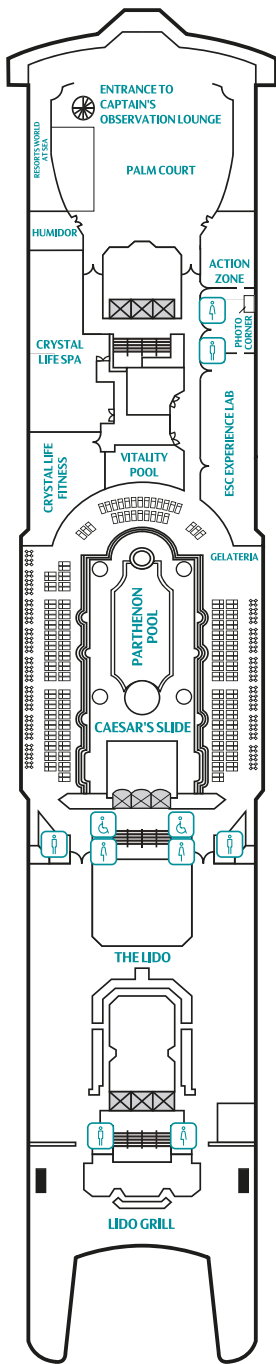 ENTRANCE TO
CAPTAIN'S
OBSERVATION LOUNGE
RESORTS WORLD
AT SEA
PALM COURT
HUMIDOR
ACTION
ZONE
PHOTO
CORNER
CRYSTAL
LIFE SPA
ESC EXPERIENCE LAB
CRYSTAL LIFE
FITNESS
VITALITY
POOL
GELATERIA
PARTHENON
POOL
CAESAR'S SLIDE
THE LIDO
LIDO GRILL